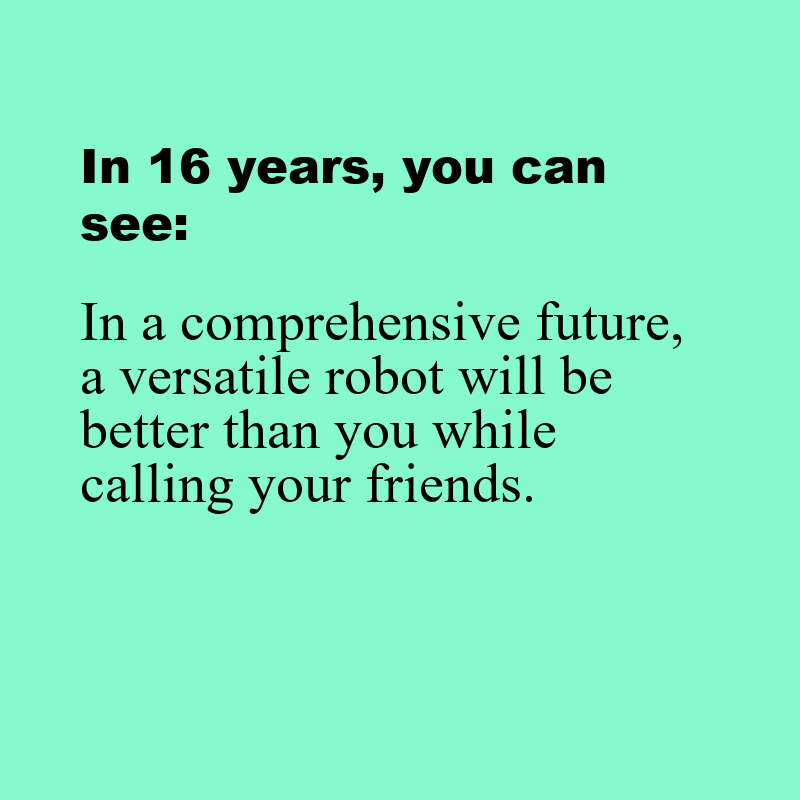 In 16 years, you can
see:
In a comprehensive future,
a versatile robot will be
better than you while
calling your friends.